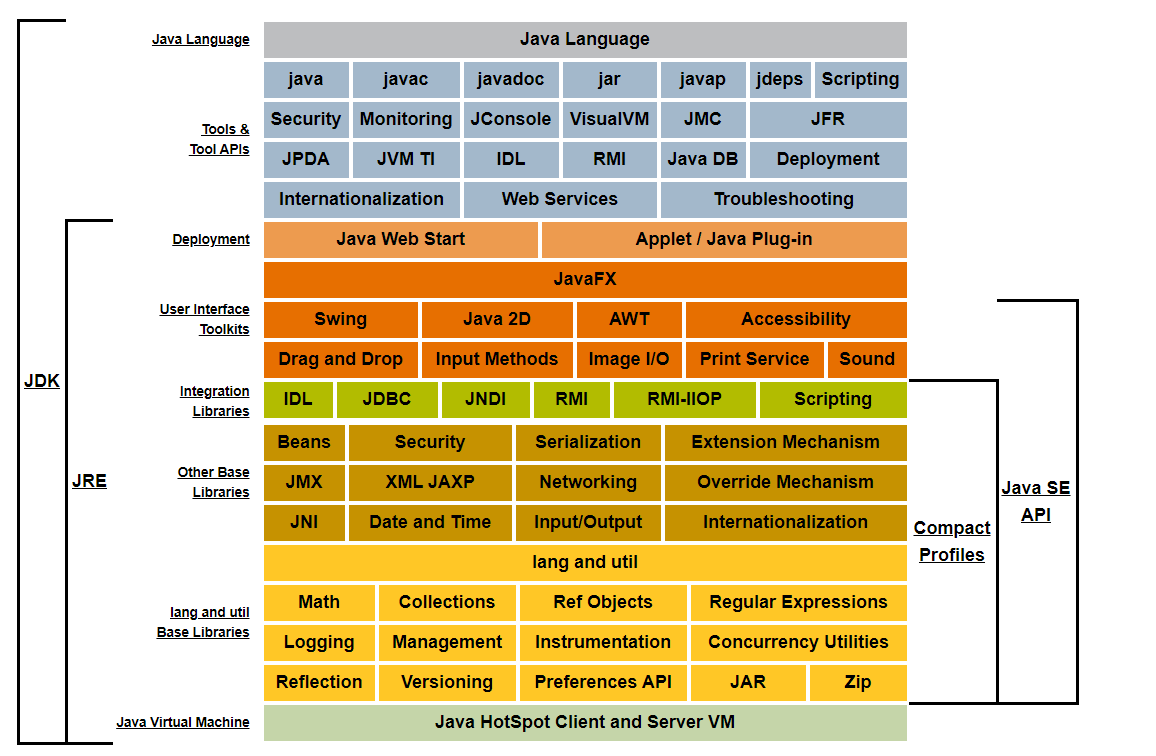 Java Language
Java Language
java javac javadoc jar javap jdeps Scripting
Tools &
Tool APIs
Security Monitoring JConsole VisualVM JMC JFR
JPDA JVM TI IDL RMI Java DB Deployment
Internationalization Web Services Troubleshooting
Deployment
Java Web Start Applet / Java Plug-in
JavaFX
User Interface
Toolkits
Swing Java 2D AWT Accessibility
Drag and Drop Input Methods Image I/O Print Service Sound
Integration
Libraries
IDL JDBC JNDI RMI RMI-IIOP Scripting
Other Base
Libraries
Beans Security Serialization Extension Mechanism
JMX XML JAXP Networking Override Mechanism
JNI Date and Time Input/Output Internationalization
lang and util
lang and util
Base Libraries
Math Collections Ref Objects Regular Expressions
Logging Management Instrumentation Concurrency Utilities
Reflection Versioning Preferences API JAR Zip
Java Virtual Machine
Java HotSpot Client and Server VM
JDK
JRE
Compact
Profiles
Java SE
API